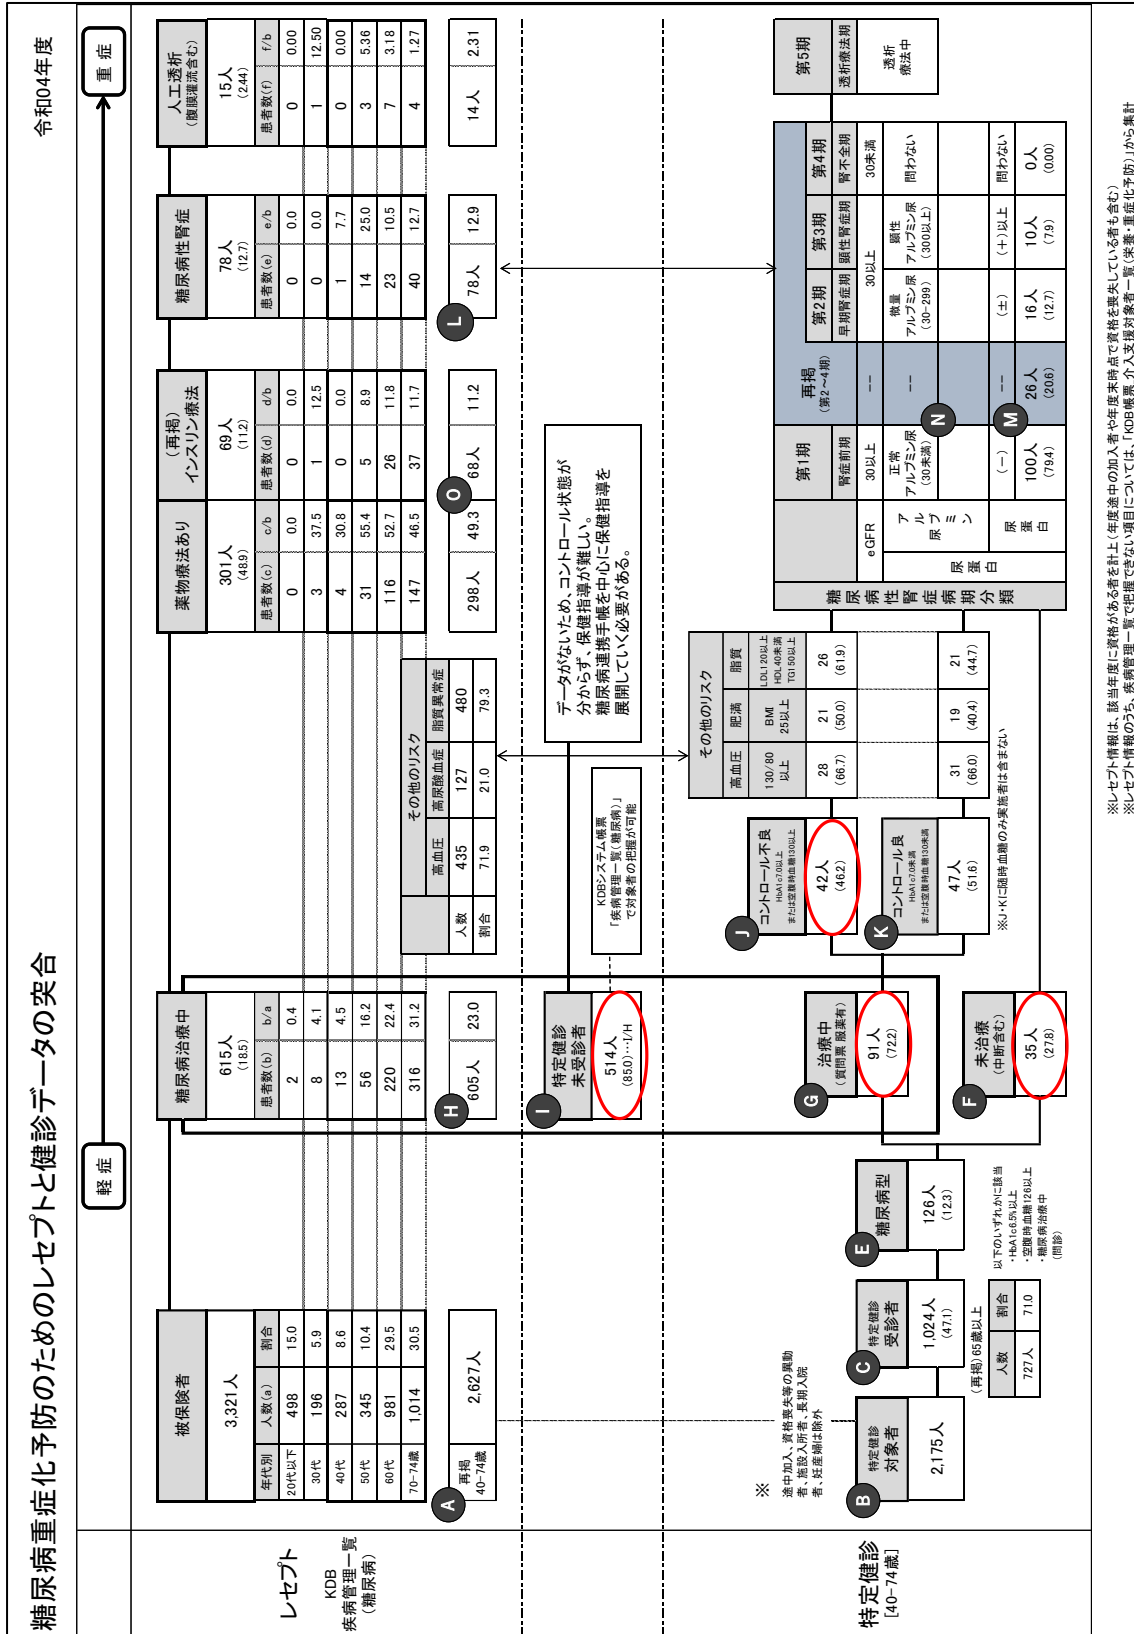 糖尿病重症化予防のためのレセプトと健診データの突合
令和04年度
軽症
重症
レセプト
KDB
疾病管理一覧
(糖尿病)
被保険者
3,321人
年代別 人数(a) 割合
20代以下 498 15.0
30代 196 5.9
40代 287 8.6
50代 345 10.4
60代 981 29.5
70-74歳 1,014 30.5
A
再掲
40-74歳
2,627人
糖尿病治療中
615人
(18.5)
患者数(b) b/a
2 0.4
8 4.1
13 4.5
56 16.2
220 22.4
316 31.2
H
605人 23.0
その他のリスク
高血圧 高尿酸血症 脂質異常症
人数 435 127 480
割合 71.9 21.0 79.3
薬物療法あり
301人
(48.9)
患者数(c) c/b
0 0.0
3 37.5
4 30.8
31 55.4
116 52.7
147 46.5
298人 49.3
O
(再掲)
インスリン療法
69人
(11.2)
患者数(d) d/b
0 0.0
1 12.5
0 0.0
5 8.9
26 11.8
37 11.7
68人 11.2
糖尿病性腎症
78人
(12.7)
患者数(e) e/b
0 0.0
0 0.0
1 7.7
14 25.0
23 10.5
40 12.7
L
78人 12.9
人工透析
(腹膜灌流含む)
15人
(2.44)
患者数(f) f/b
0 0.00
1 12.50
0 0.00
3 5.36
7 3.18
4 1.27
14人 2.31
I
特定健診
未受診者
514人
(85.0)…I/H
KDBシステム帳票
「疾病管理一覧(糖尿病)」
で対象者の把握が可能
データがないため、コントロール状態が
分からず、保健指導が難しい。
糖尿病連携手帳を中心に保健指導を
展開していく必要がある。
特定健診
[40-74歳]
※
途中加入、資格喪失等の異動
者、施設入所者、長期入院
者、妊産婦は除外
B
特定健診
対象者
2,175人
C
特定健診
受診者
1,024人
(47.1)
(再掲)65歳以上
人数 割合
727人 71.0
E
糖尿病型
126人
(12.3)
以下のいずれかに該当
・HbA1c6.5%以上
・空腹時血糖126以上
・糖尿病治療中
(問診)
G
治療中
(質問票 服薬有)
91人
(72.2)
F
未治療
(中断含む)
35人
(27.8)
J
コントロール不良
HbA1c7.0以上
または空腹時血糖130以上
42人
(46.2)
K
コントロール良
HbA1c7.0未満
または空腹時血糖130未満
47人
(51.6)
※J・Kに随時血糖のみ実施者は含まない
その他のリスク
高血圧 肥満 脂質
130/80
以上
BMI
25以上
LDL120以上
HDL40未満
TG150以上
28
(66.7)
21
(50.0)
26
(61.9)
31
(66.0)
19
(40.4)
21
(44.7)
糖尿病性腎症病期分類
第1期
腎症前期
再掲
(第2~4期)
第2期
早期腎症期
第3期
顕性腎症期
第4期
腎不全期
第5期
透析療法期
透析
療法中
eGFR 30以上 -- 30以上 30未満
尿蛋白
尿アルブミン
正常
アルブミン尿
(30未満)
--
微量
アルブミン尿
(30-299)
顕性
アルブミン尿
(300以上)
問わない
N
尿蛋白
(-) -- (±) (+)以上 問わない
M
100人
(79.4)
26人
(20.6)
16人
(12.7)
10人
(7.9)
0人
(0.00)
※レセプト情報は、該当年度に資格がある者を計上(年度途中の加入者や年度末時点で資格を喪失している者も含む)
※レセプト情報のうち、疾病管理一覧で把握できない項目については、「KDB帳票 介入支援対象者一覧(栄養・重症化予防)」から集計